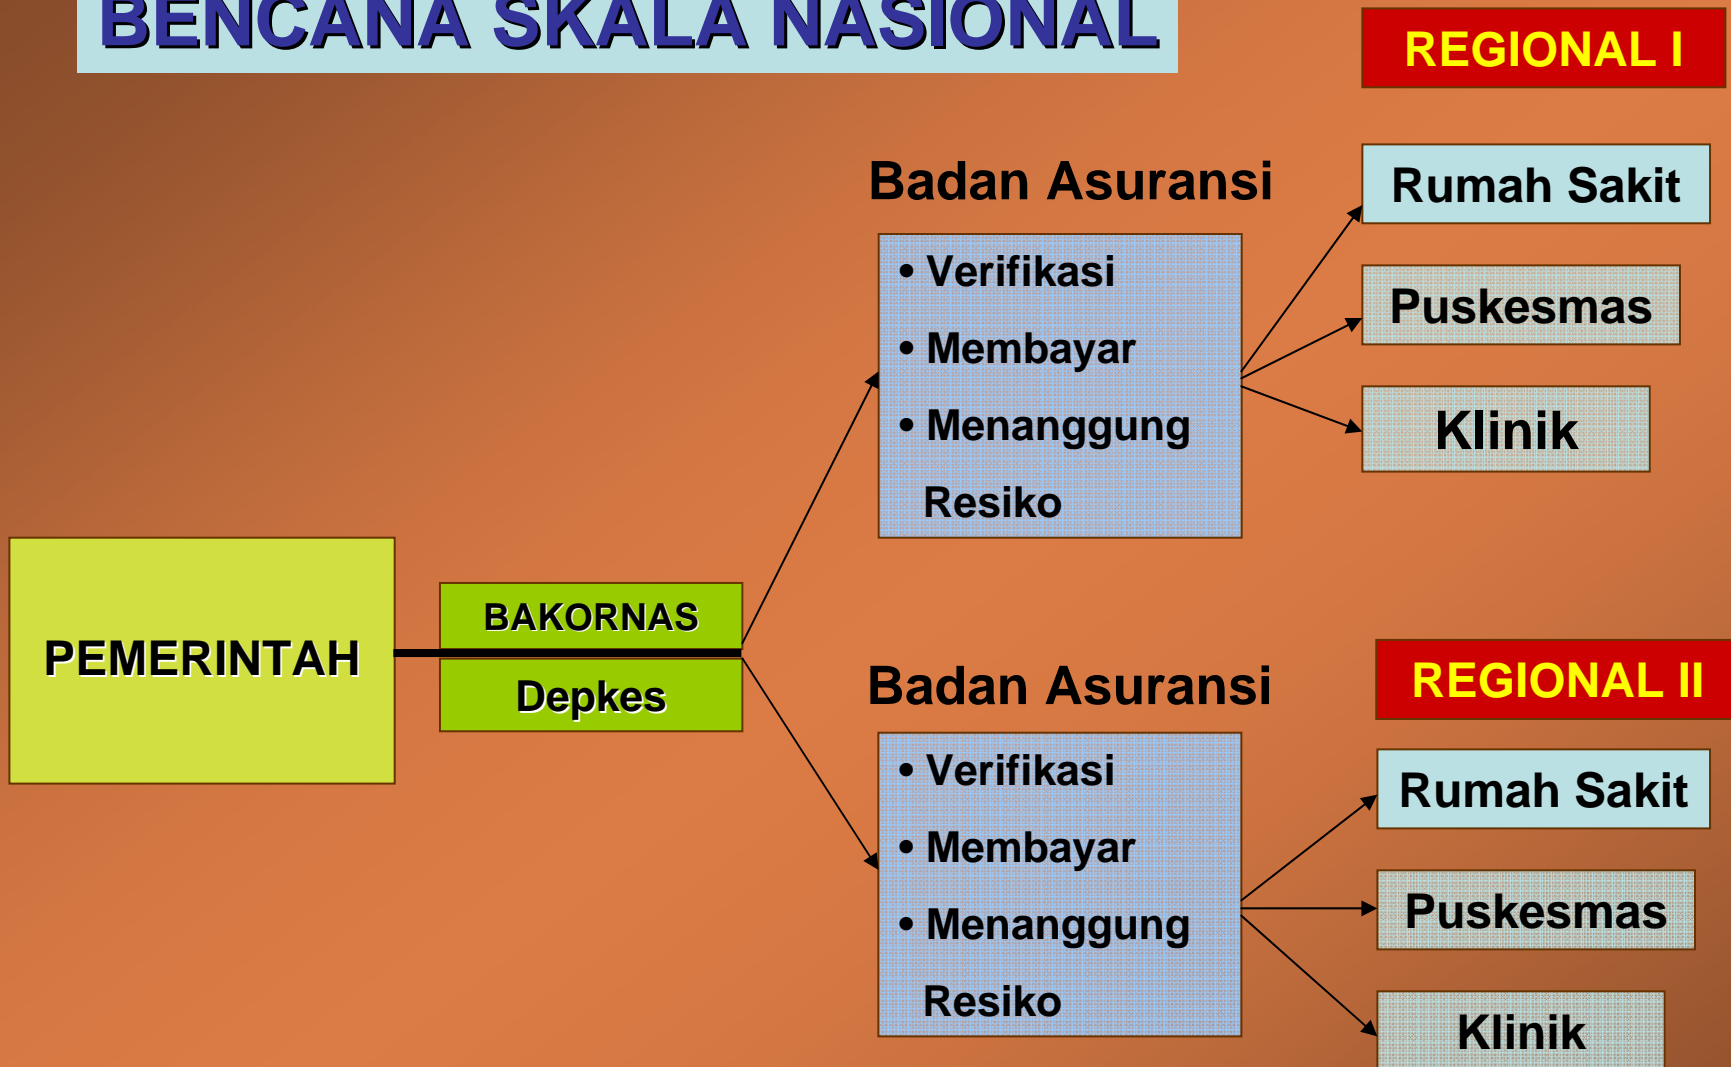 BENCANA SKALA NASIONAL
REGIONAL I
Badan Asuransi
• Verifikasi
• Membayar
• Menanggung
Resiko
Rumah Sakit
Puskesmas
Klinik
PEMERINTAH
BAKORNAS
Depkes
REGIONAL II
Badan Asuransi
• Verifikasi
• Membayar
• Menanggung
Resiko
Rumah Sakit
Puskesmas
Klinik